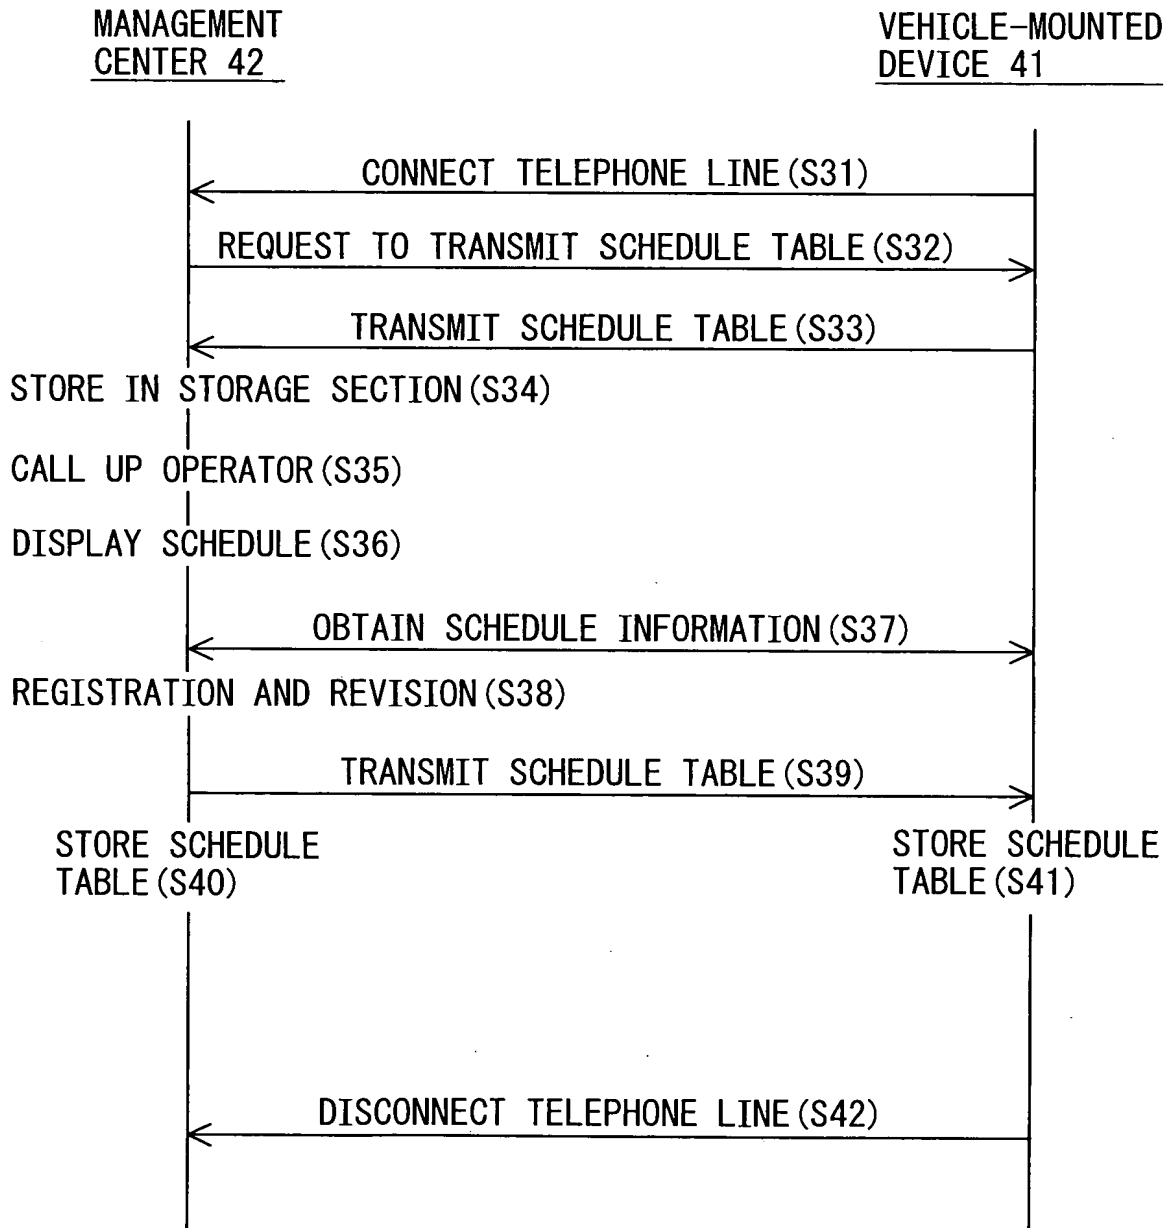 MANAGEMENT
CENTER 42
VEHICLE-MOUNTED
DEVICE 41
CONNECT TELEPHONE LINE(S31)
REQUEST TO TRANSMIT SCHEDULE TABLE(S32)
TRANSMIT SCHEDULE TABLE(S33)
STORE IN STORAGE SECTION(S34)
CALL UP OPERATOR(S35)
DISPLAY SCHEDULE(S36)
OBTAIN SCHEDULE INFORMATION(S37)
REGISTRATION AND REVISION(S38)
TRANSMIT SCHEDULE TABLE(S39)
STORE SCHEDULE
TABLE(S40)
STORE SCHEDULE
TABLE(S41)
DISCONNECT TELEPHONE LINE(S42)